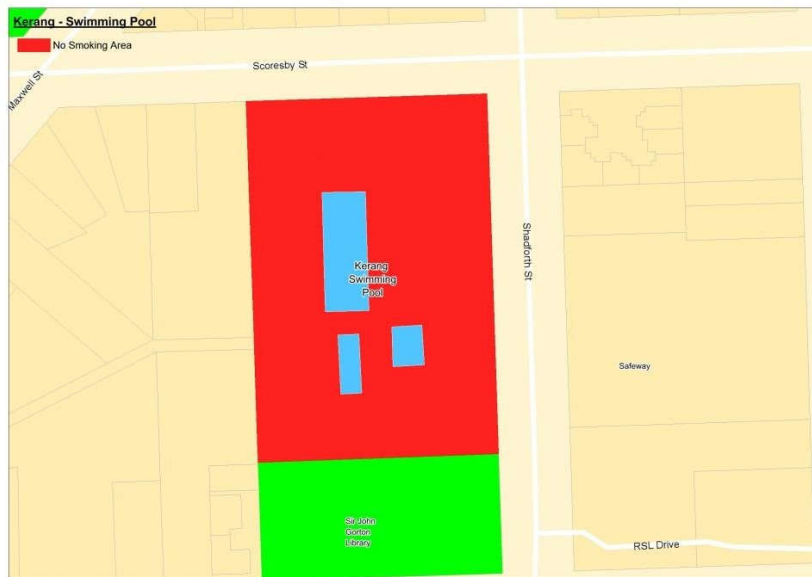 Kerang - Swimming Pool
No Smoking Area
Maxwell St
Scoresby St
Shadforth St
Kerang
Swimming
Pool
Safeway
Sir John
Gorton
Library
RSL Drive